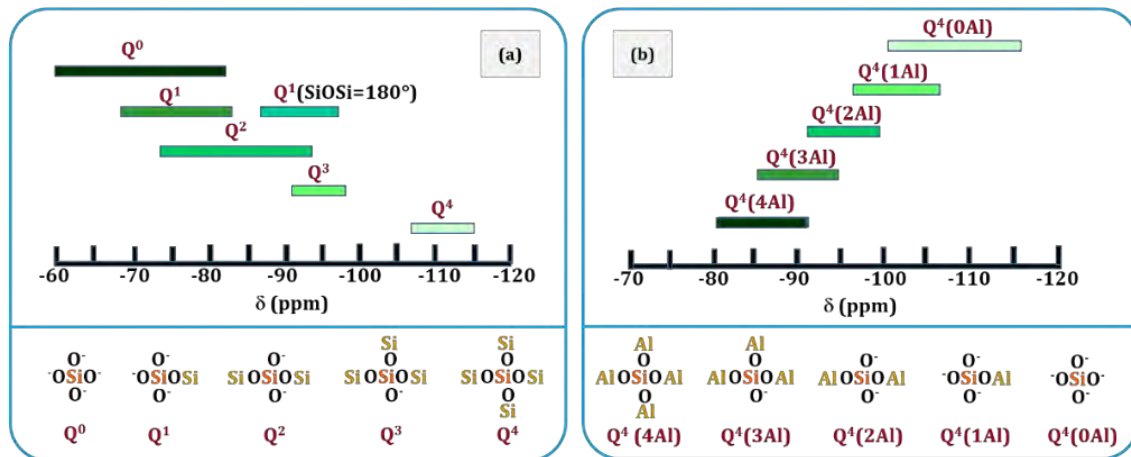 (a)
Q⁰
Q¹
Q¹(SiOSi=180°)
Q²
Q³
Q⁴
-60 -70 -80 -90 -100 -110 -120
δ (ppm)
O⁻
⁻OSiO⁻
O⁻
Q⁰
O⁻
⁻OSiOSi
O⁻
Q¹
O⁻
SiOSiOSi
O⁻
Q²
Si
O
SiOSiOSi
O⁻
Q³
Si
O
SiOSiOSi
O
Si
Q⁴
(b)
Q⁴(0Al)
Q⁴(1Al)
Q⁴(2Al)
Q⁴(3Al)
Q⁴(4Al)
-70 -80 -90 -100 -110 -120
δ (ppm)
Al
O
AlOSiOAl
O
Al
Q⁴ (4Al)
Al
O
AlOSiOAl
O⁻
Q⁴(3Al)
O⁻
AlOSiOAl
O⁻
Q⁴(2Al)
O⁻
⁻OSiOAl
O⁻
Q⁴(1Al)
O⁻
⁻OSiO⁻
O⁻
Q⁴(0Al)